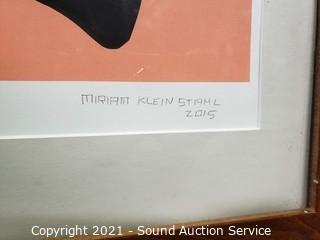 MIRIAM KLEIN STAHL
2015
Copyright 2021 - Sound Auction Service